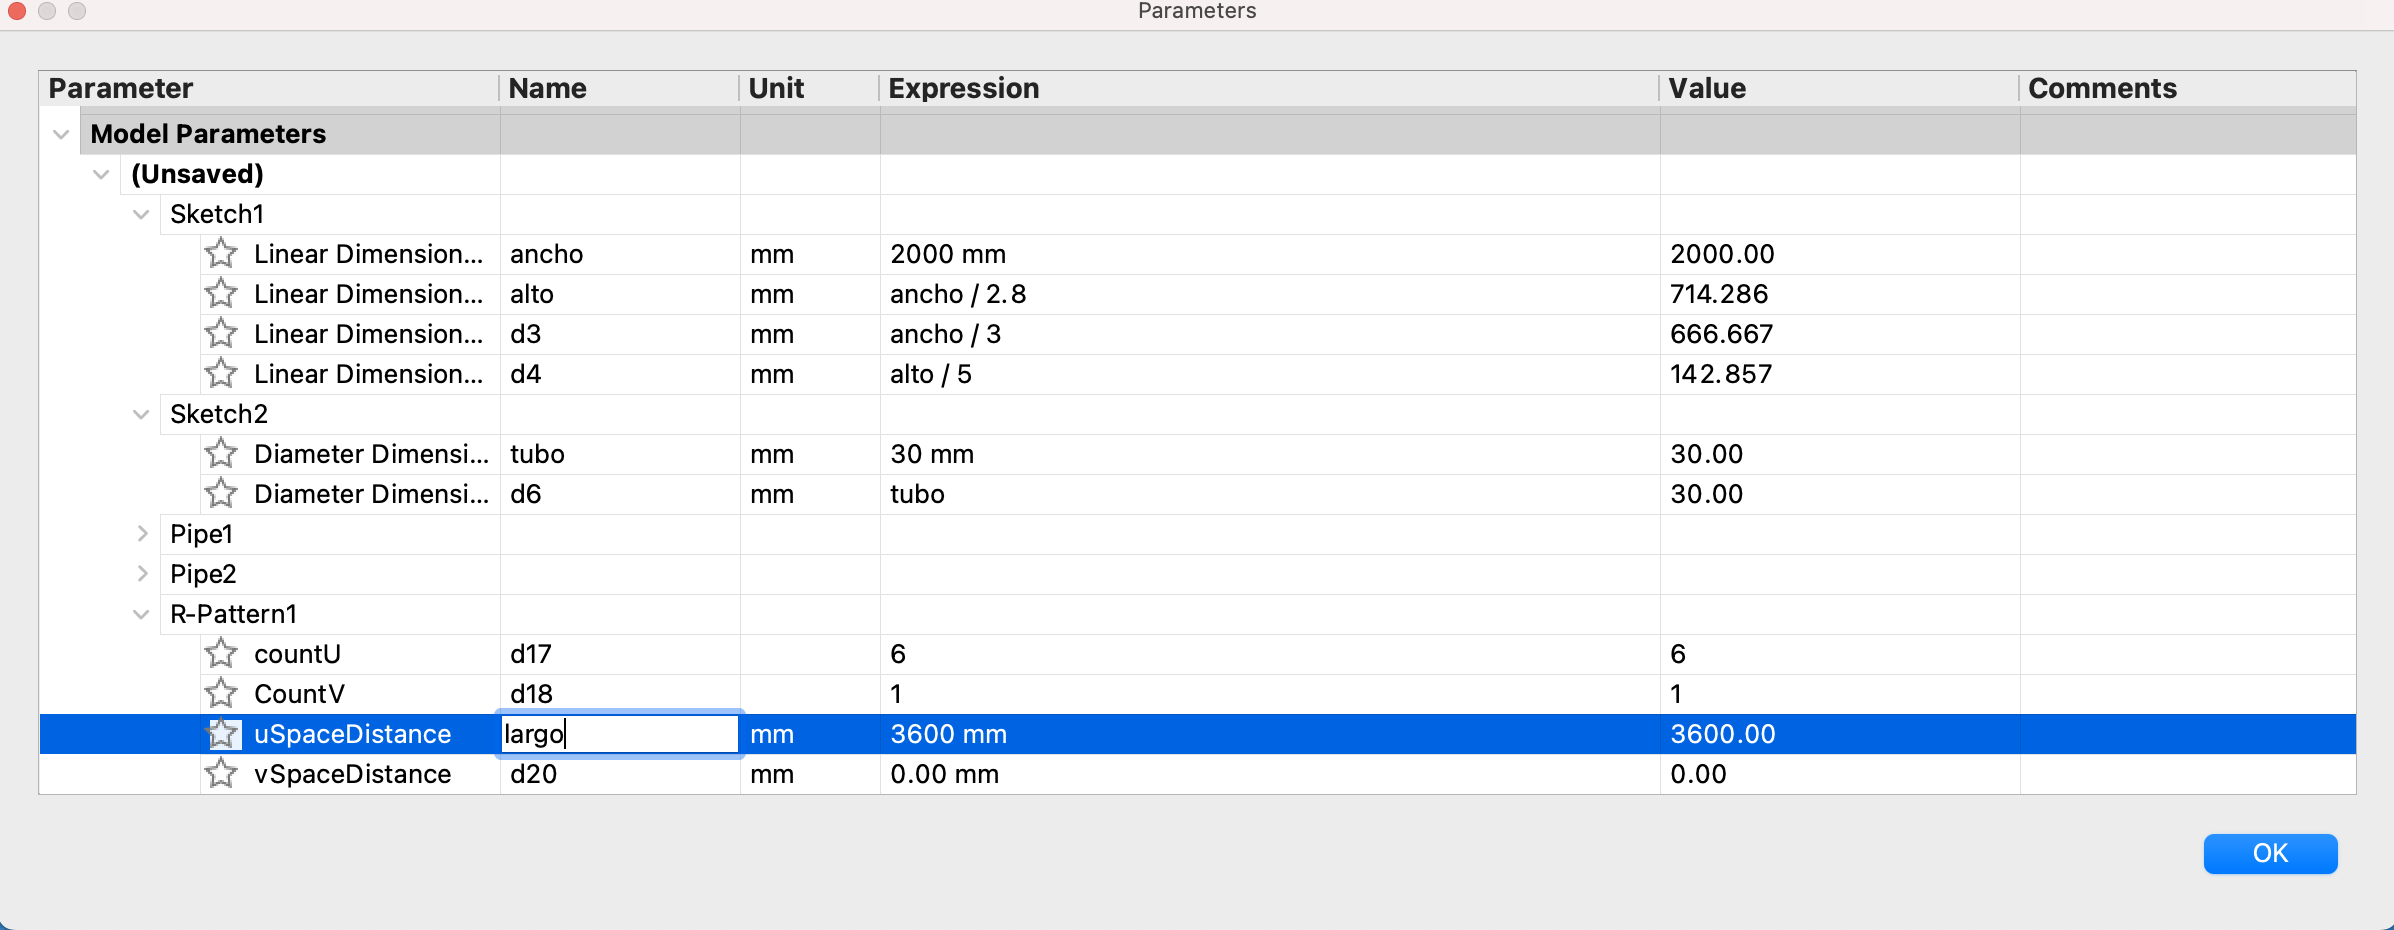 Parameters
Parameter Name Unit Expression Value Comments
Model Parameters
(Unsaved)
Sketch1
Linear Dimension... ancho mm 2000 mm 2000.00
Linear Dimension... alto mm ancho / 2.8 714.286
Linear Dimension... d3 mm ancho / 3 666.667
Linear Dimension... d4 mm alto / 5 142.857
Sketch2
Diameter Dimensi... tubo mm 30 mm 30.00
Diameter Dimensi... d6 mm tubo 30.00
Pipe1
Pipe2
R-Pattern1
countU d17 6 6
CountV d18 1 1
uSpaceDistance largo mm 3600 mm 3600.00
vSpaceDistance d20 mm 0.00 mm 0.00
OK